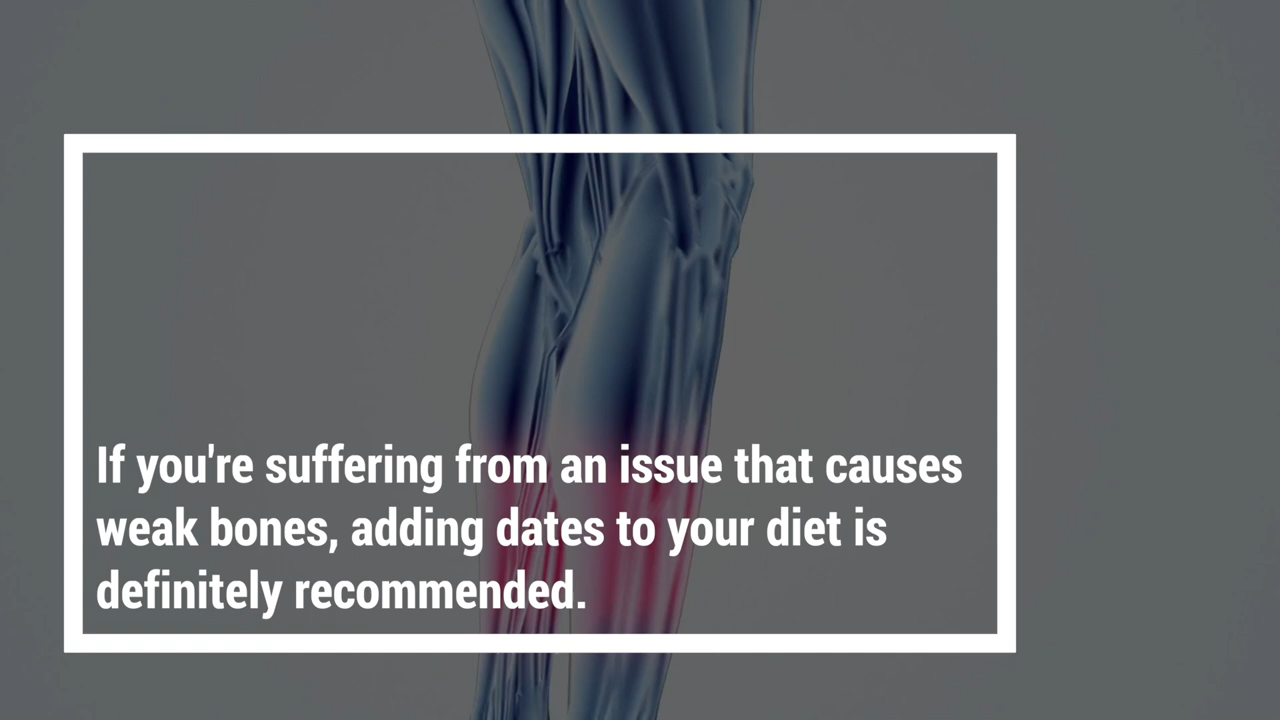 If you're suffering from an issue that causes
weak bones, adding dates to your diet is
definitely recommended.